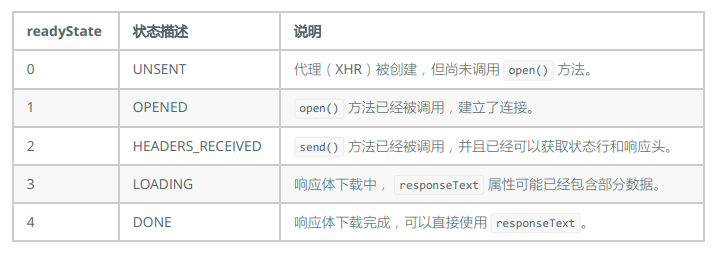 readyState 状态描述 说明
0 UNSENT 代理（XHR）被创建，但尚未调用 open() 方法。
1 OPENED open() 方法已经被调用，建立了连接。
2 HEADERS_RECEIVED send() 方法已经被调用，并且已经可以获取状态行和响应头。
3 LOADING 响应体下载中， responseText 属性可能已经包含部分数据。
4 DONE 响应体下载完成，可以直接使用 responseText 。